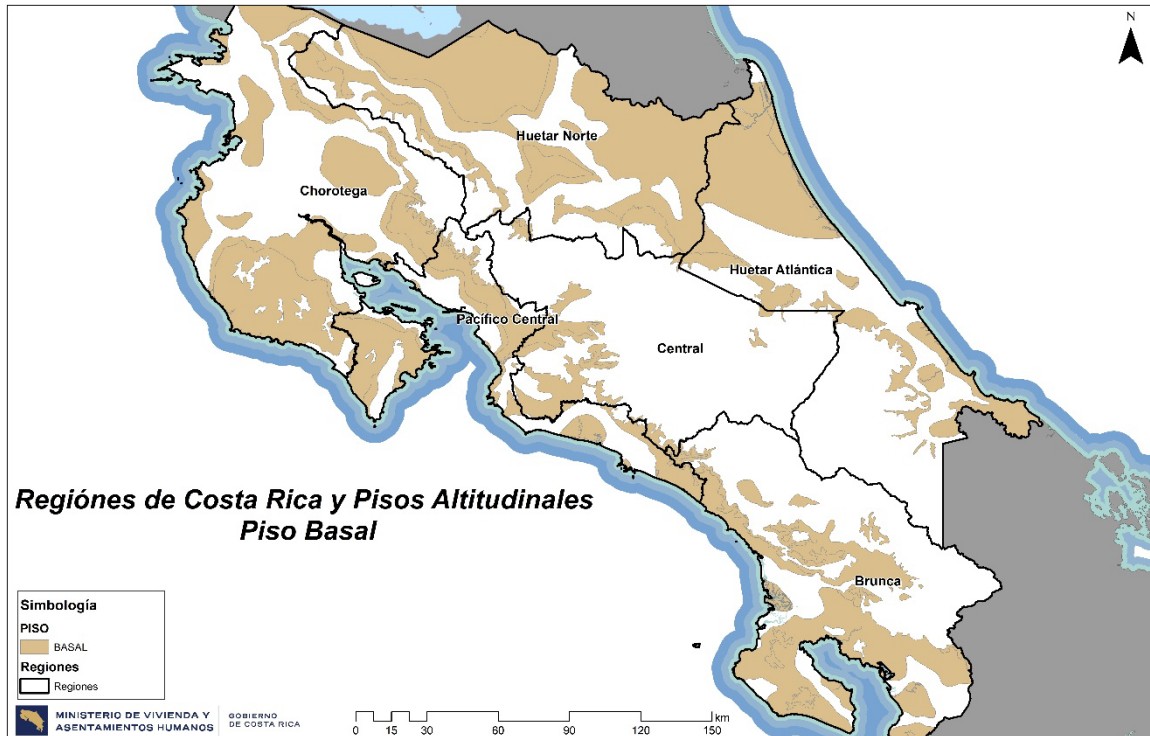 N
Huetar Norte
Chorotega
Huetar Atlántica
Pacífico Central
Central
Regiónes de Costa Rica y Pisos Altitudinales
Piso Basal
Brunca
Simbología
PISO
BASAL
Regiones
Regiones
MINISTERIO DE VIVIENDA Y
ASENTAMIENTOS HUMANOS
GOBIERNO
DE COSTA RICA
km
0 15 30 60 90 120 150